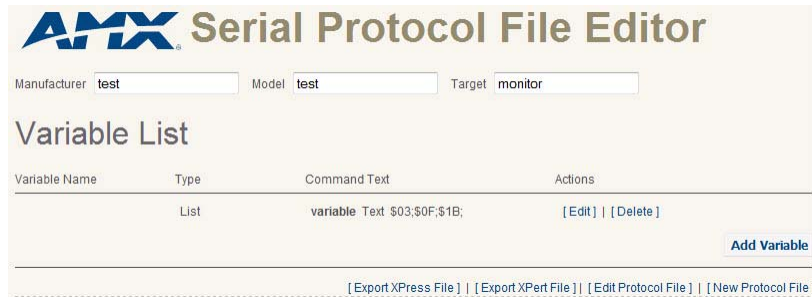 AMX® Serial Protocol File Editor
Manufacturer test Model test Target monitor
Variable List
Variable Name Type Command Text Actions
List variable Text $03;$0F;$1B; [ Edit ] | [ Delete ]
Add Variable
[ Export XPress File ] | [ Export XPert File ] | [ Edit Protocol File ] | [ New Protocol File